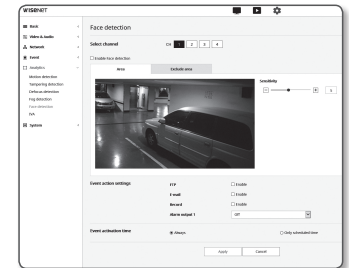 WISENET
Basic
Video & Audio
Network
Event
Analytics
Motion detection
Tampering detection
Defocus detection
Fog detection
Face detection
IVA
System
Face detection
Select channel
CH 1 2 3 4
Enable face detection
Area
Exclude area
Sensitivity
5
Event action settings
FTP
Enable
E-mail
Enable
Record
Enable
Alarm output 1
Off
Event activation time
Always
Only scheduled time
Apply
Cancel